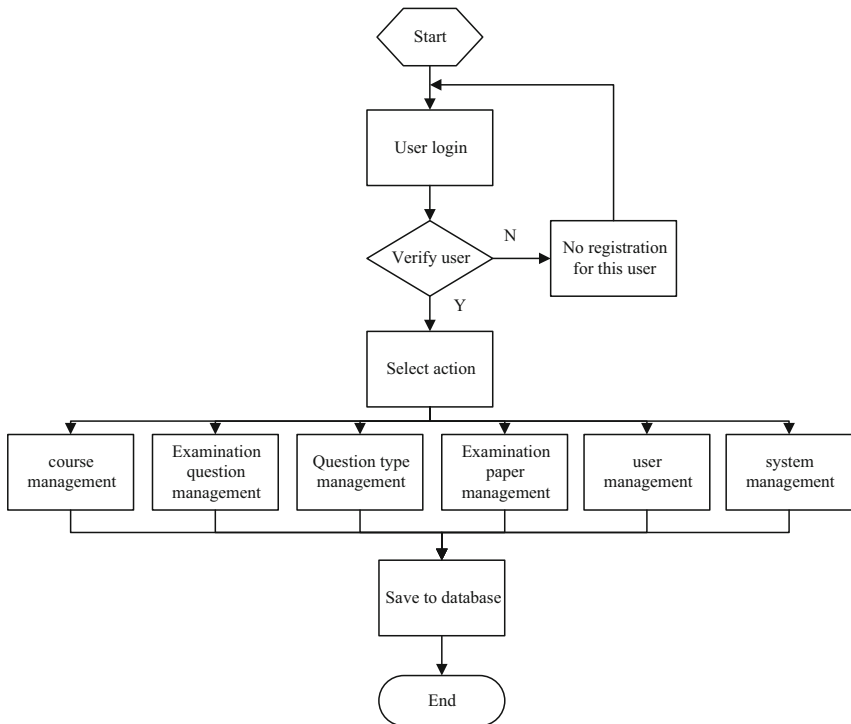 Start
User login
Verify user
N
No registration
for this user
Y
Select action
course
management
Examination
question
management
Question type
management
Examination
paper
management
user
management
system
management
Save to database
End